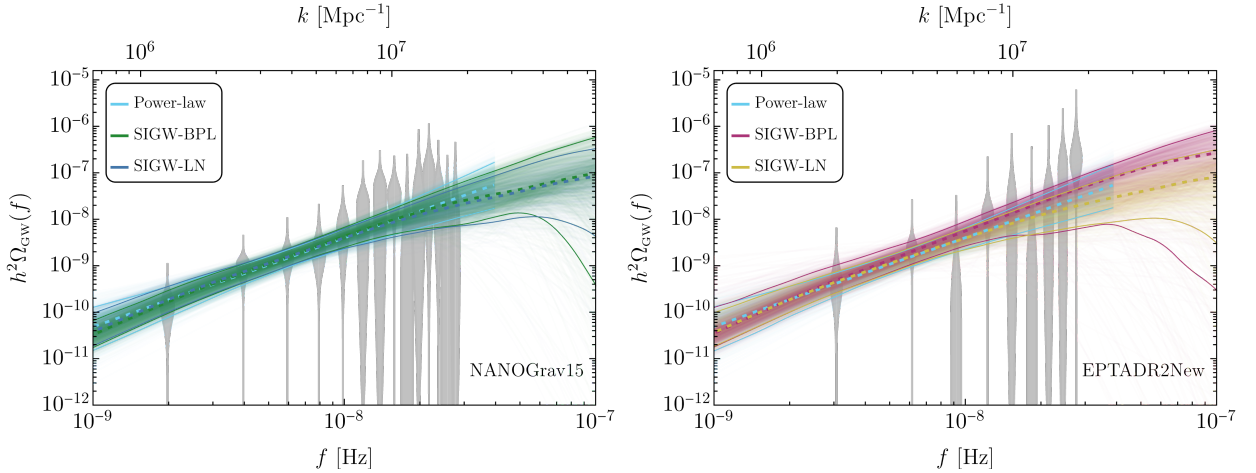 k [Mpc⁻¹]
10⁶ 10⁷
10⁻⁵
10⁻⁶
10⁻⁷
10⁻⁸
10⁻⁹
10⁻¹⁰
10⁻¹¹
10⁻¹²
h²Ω_GW(f)
Power-law
SIGW-BPL
SIGW-LN
NANOGrav15
10⁻⁹ 10⁻⁸ 10⁻⁷
f [Hz]
k [Mpc⁻¹]
10⁶ 10⁷
10⁻⁵
10⁻⁶
10⁻⁷
10⁻⁸
10⁻⁹
10⁻¹⁰
10⁻¹¹
10⁻¹²
h²Ω_GW(f)
Power-law
SIGW-BPL
SIGW-LN
EPTADR2New
10⁻⁹ 10⁻⁸ 10⁻⁷
f [Hz]